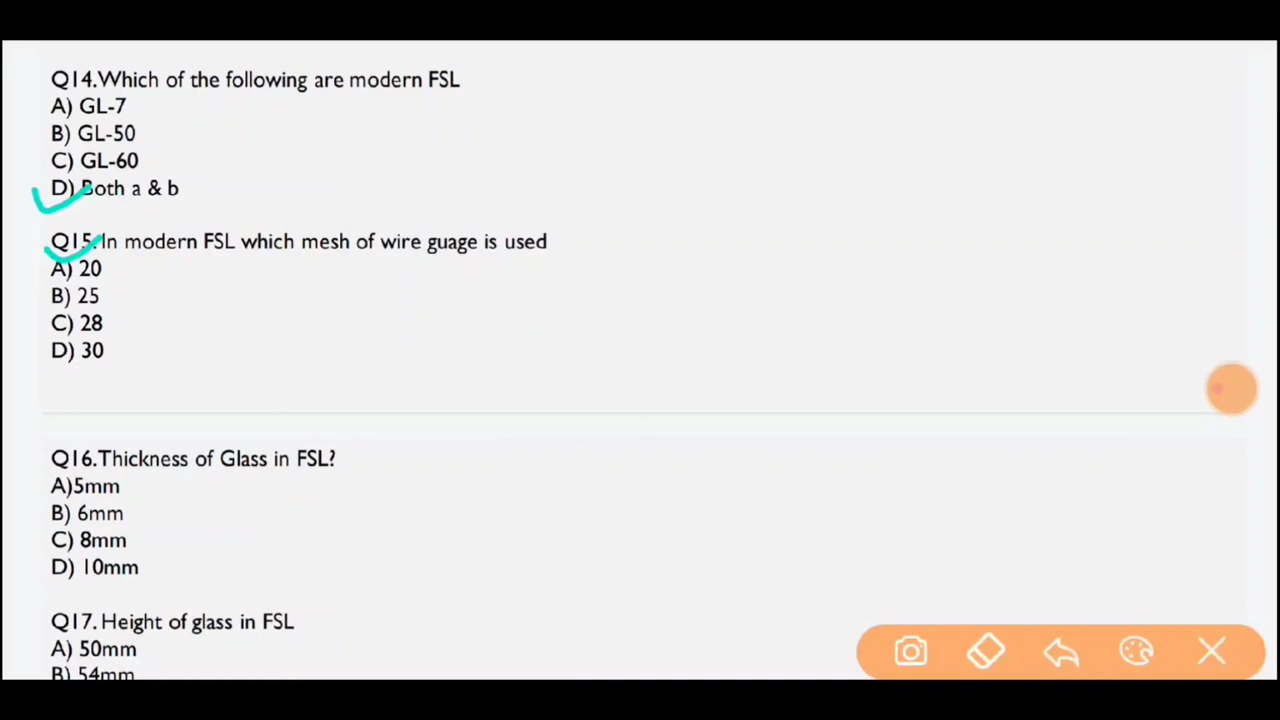 Q14.Which of the following are modern FSL
A) GL-7
B) GL-50
C) GL-60
D) Both a & b
Q15.In modern FSL which mesh of wire guage is used
A) 20
B) 25
C) 28
D) 30
Q16.Thickness of Glass in FSL?
A)5mm
B) 6mm
C) 8mm
D) 10mm
Q17. Height of glass in FSL
A) 50mm
B) 54mm